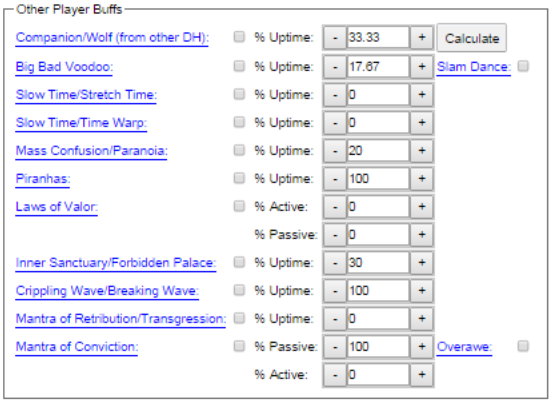 Other Player Buffs
Companion/Wolf (from other DH): % Uptime: - 33.33 + Calculate
Big Bad Voodoo: % Uptime: - 17.67 + Slam Dance:
Slow Time/Stretch Time: % Uptime: - 0 +
Slow Time/Time Warp: % Uptime: - 0 +
Mass Confusion/Paranoia: % Uptime: - 20 +
Piranhas: % Uptime: - 100 +
Laws of Valor: % Active: - 0 +
% Passive: - 0 +
Inner Sanctuary/Forbidden Palace: % Uptime: - 30 +
Crippling Wave/Breaking Wave: % Uptime: - 100 +
Mantra of Retribution/Transgression: % Uptime: - 0 +
Mantra of Conviction: % Passive: - 100 + Overawe:
% Active: - 0 +